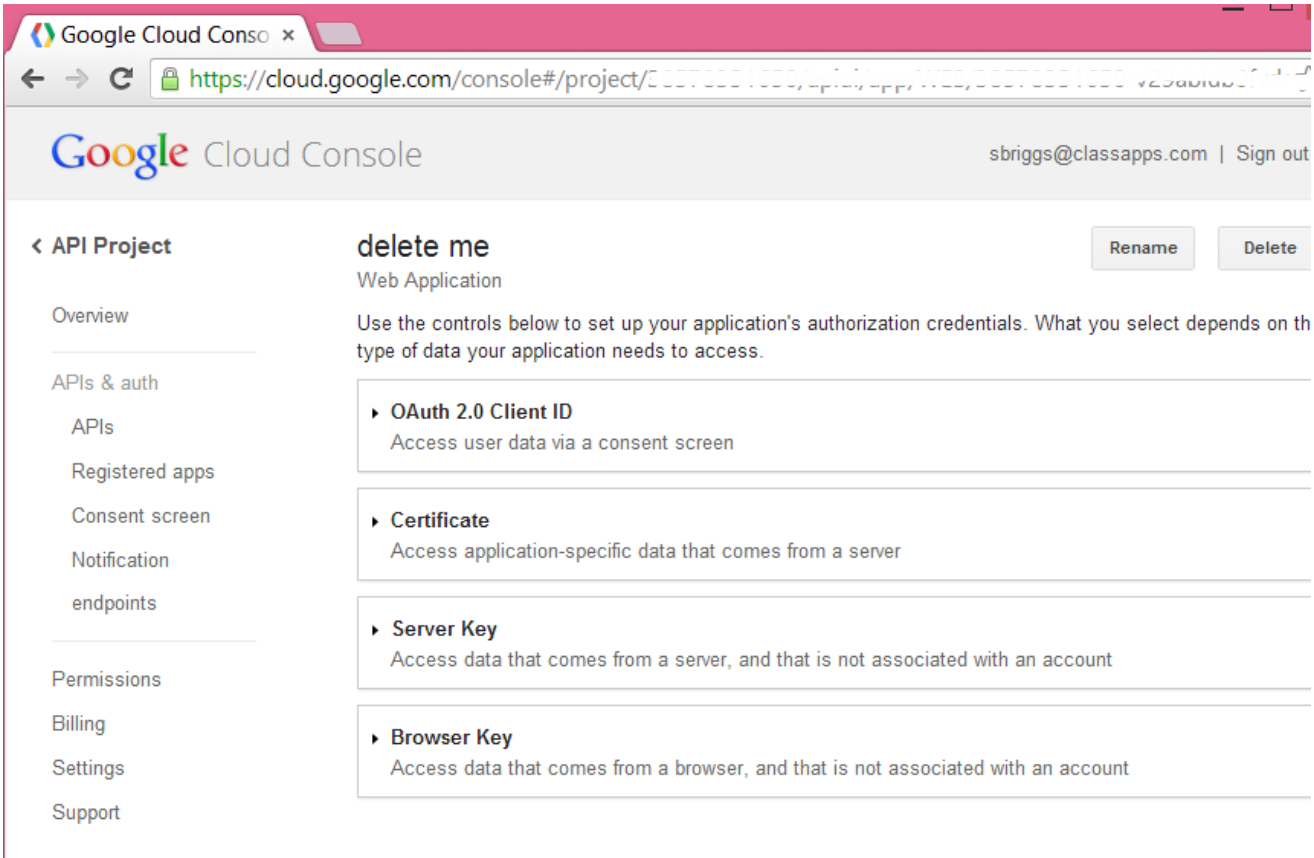 Google Cloud Conso ×
https://cloud.google.com/console#/project/
Google Cloud Console
sbriggs@classapps.com | Sign out
API Project
delete me
Rename
Delete
Web Application
Overview
Use the controls below to set up your application's authorization credentials. What you select depends on th
type of data your application needs to access.
APIs & auth
OAuth 2.0 Client ID
Access user data via a consent screen
APIs
Registered apps
Consent screen
Certificate
Access application-specific data that comes from a server
Notification
endpoints
Server Key
Access data that comes from a server, and that is not associated with an account
Permissions
Billing
Browser Key
Access data that comes from a browser, and that is not associated with an account
Settings
Support